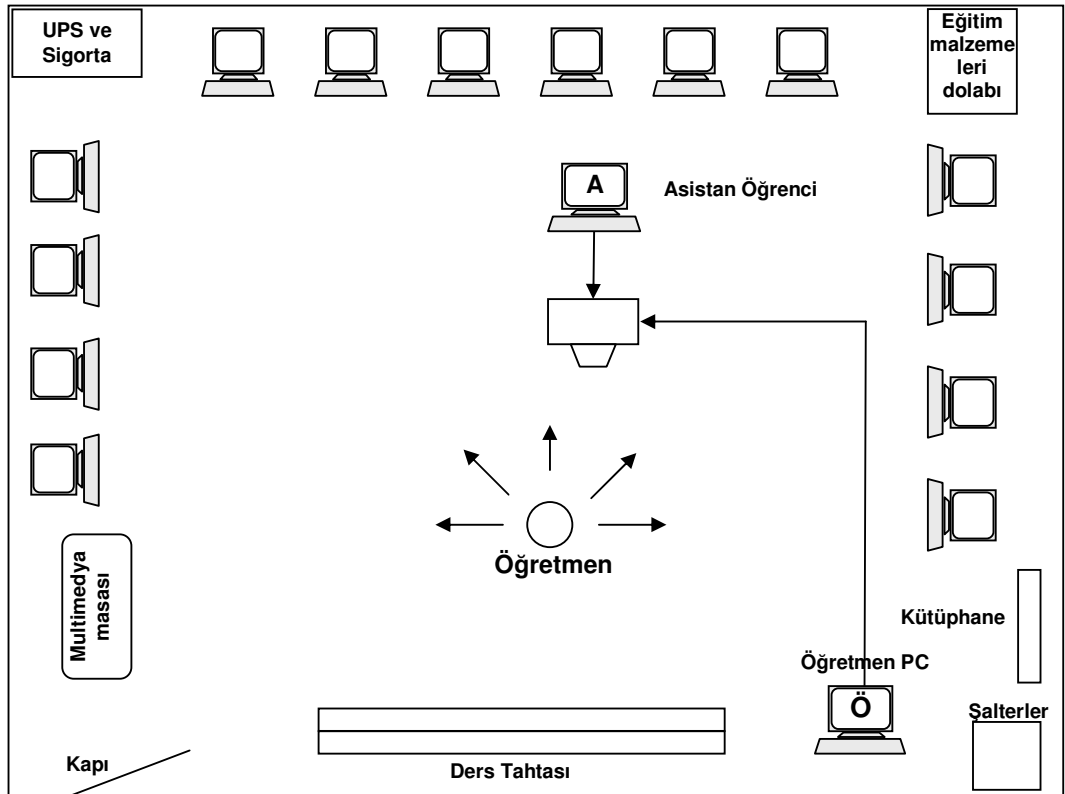 UPS ve
Sigorta
Eğitim
malzeme
leri
dolabı
A
Asistan Öğrenci
Öğretmen
Multimedya
masası
Kütüphane
Öğretmen PC
Ö
Şalterler
Kapı
Ders Tahtası